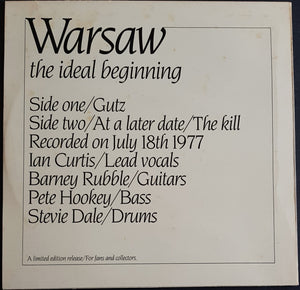 Warsaw
the ideal beginning
Side one/Gutz
Side two/At a later date/The kill
Recorded on July 18th 1977
Ian Curtis/Lead vocals
Barney Rubble/Guitars
Pete Hookey/Bass
Stevie Dale/Drums
A limited edition release/For fans and collectors.